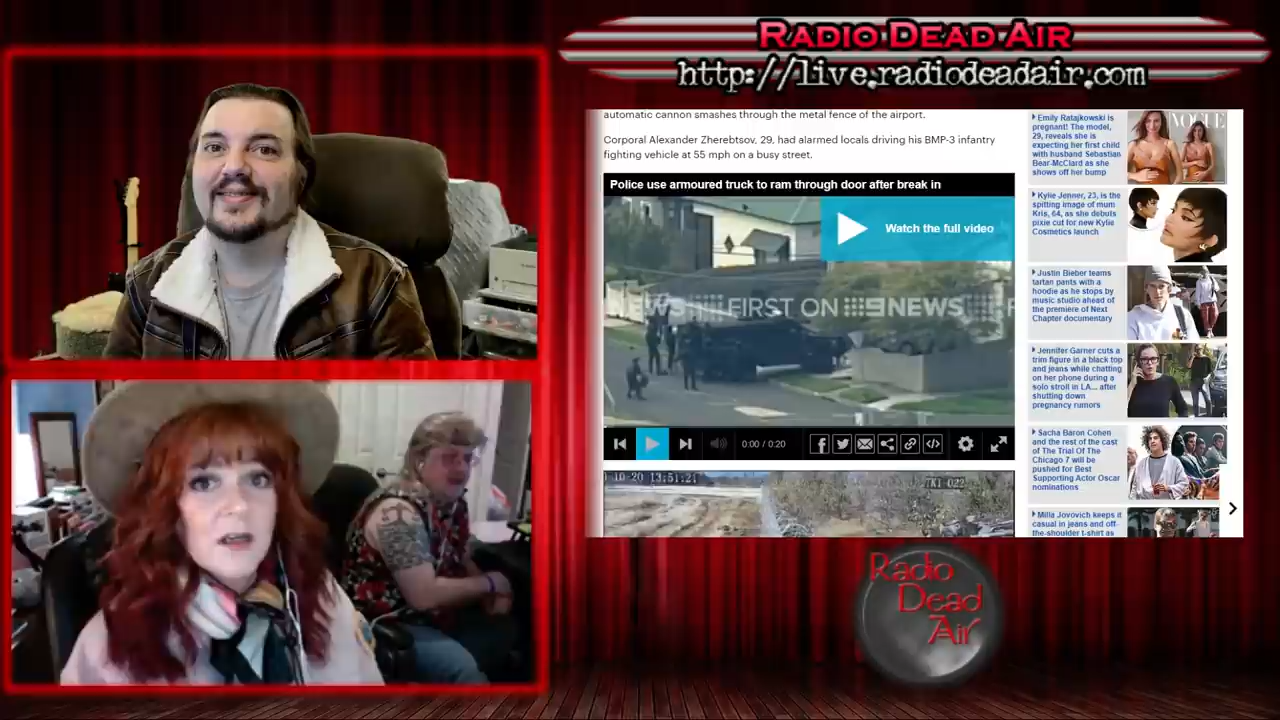 Radio Dead Air
http://live.radiodeadair.com
automatic cannon smashes through the metal fence of the airport.
Corporal Alexander Zherebtsov, 29, had alarmed locals driving his BMP-3 infantry
fighting vehicle at 55 mph on a busy street.
Police use armoured truck to ram through door after break in
Watch the full video
NEWS FIRST ON 9NEWS
0:00 / 0:20
10-20 13:51:21
TK1 022
Emily Ratajkowski is
pregnant! The model,
29, reveals she is
expecting her first child
with husband Sebastian
Bear-McClard as she
shows off her bump
VOGUE
Kylie Jenner, 23, is the
spitting image of mum
Kris, 64, as she debuts
pixie cut for new Kylie
Cosmetics launch
Justin Bieber teams
tartan pants with a
hoodie as he stops by
music studio ahead of
the premiere of Next
Chapter documentary
Jennifer Garner cuts a
trim figure in a black top
and jeans while chatting
on her phone during a
solo stroll in LA... after
shutting down
pregnancy rumors
Sacha Baron Cohen
and the rest of the cast
of The Trial Of The
Chicago 7 will be
pushed for Best
Supporting Actor Oscar
nominations
Milla Jovovich keeps it
casual in jeans and off-
the-shoulder t-shirt as
Radio
Dead
Air